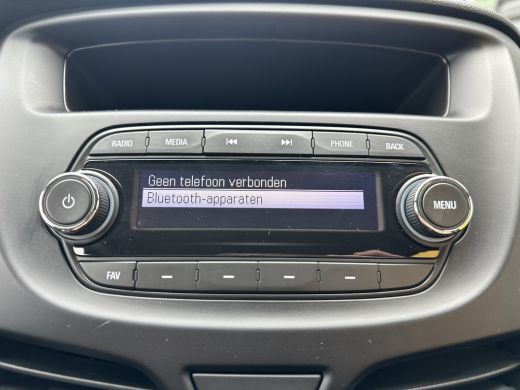 RADIO MEDIA PHONE BACK
Geen telefoon verbonden
Bluetooth-apparaten
MENU
FAV